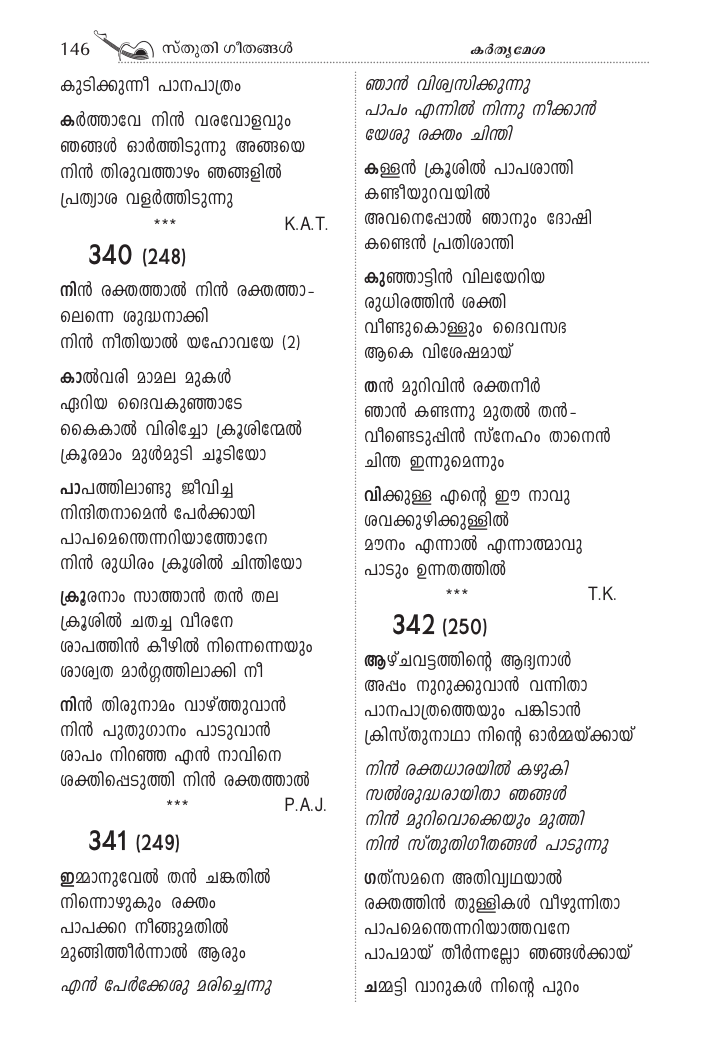 146 സ്തുതി ഗീതങ്ങൾ കർതൃമേശ
കുടിക്കുന്നീ പാനപാത്രം
കർത്താവേ നിൻ വരവോളവും
ഞങ്ങൾ ഓർത്തിടുന്നു അങ്ങയെ
നിൻ തിരുവത്താഴം ഞങ്ങളിൽ
പ്രത്യാശ വളർത്തിടുന്നു
*** K.A.T.
340 (248)
നിൻ രക്തത്താൽ നിൻ രക്തത്താ-
ലെന്നെ ശുദ്ധനാക്കി
നിൻ നീതിയാൽ യഹോവയേ (2)
കാൽവരി മാമല മുകൾ
ഏറിയ ദൈവകുഞ്ഞാടേ
കൈകാൽ വിരിച്ചോ ക്രൂശിന്മേൽ
ക്രൂരമാം മുൾമുടി ചൂടിയോ
പാപത്തിലാണ്ടു ജീവിച്ച
നിന്ദിതനാമെൻ പേർക്കായി
പാപമെന്തെന്നറിയാത്തോനേ
നിൻ രുധിരം ക്രൂശിൽ ചിന്തിയോ
ക്രൂരനാം സാത്താൻ തൻ തല
ക്രൂശിൽ ചതച്ച വീരനേ
ശാപത്തിൻ കീഴിൽ നിന്നെന്നെയും
ശാശ്വത മാർഗ്ഗത്തിലാക്കി നീ
നിൻ തിരുനാമം വാഴ്ത്തുവാൻ
നിൻ പുതുഗാനം പാടുവാൻ
ശാപം നിറഞ്ഞ എൻ നാവിനെ
ശക്തിപ്പെടുത്തി നിൻ രക്തത്താൽ
*** P.A.J.
341 (249)
ഇമ്മാനുവേൽ തൻ ചങ്കതിൽ
നിന്നൊഴുകും രക്തം
പാപക്കറ നീങ്ങുമതിൽ
മുങ്ങിത്തീർന്നാൽ ആരും
എൻ പേർക്കേശു മരിച്ചെന്നു
ഞാൻ വിശ്വസിക്കുന്നു
പാപം എന്നിൽ നിന്നു നീക്കാൻ
യേശു രക്തം ചിന്തി
കള്ളൻ ക്രൂശിൽ പാപശാന്തി
കണ്ടീയുറവയിൽ
അവനെപ്പോൽ ഞാനും ദോഷി
കണ്ടെൻ പ്രതിശാന്തി
കുഞ്ഞാട്ടിൻ വിലയേറിയ
രുധിരത്തിൻ ശക്തി
വീണ്ടുകൊള്ളും ദൈവസഭ
ആകെ വിശേഷമായ്
തൻ മുറിവിൻ രക്തനീർ
ഞാൻ കണ്ടന്നു മുതൽ തൻ-
വീണ്ടെടുപ്പിൻ സ്നേഹം താനെൻ
ചിന്ത ഇന്നുമെന്നും
വിക്കുള്ള എന്റെ ഈ നാവു
ശവക്കുഴിക്കുള്ളിൽ
മൗനം എന്നാൽ എന്നാത്മാവു
പാടും ഉന്നതത്തിൽ
*** T.K.
342 (250)
ആഴ്ചവട്ടത്തിന്റെ ആദ്യനാൾ
അപ്പം നുറുക്കുവാൻ വന്നിതാ
പാനപാത്രത്തെയും പങ്കിടാൻ
ക്രിസ്തുനാഥാ നിന്റെ ഓർമ്മയ്ക്കായ്
നിൻ രക്തധാരയിൽ കഴുകി
സൽശുദ്ധരായിതാ ഞങ്ങൾ
നിൻ മുറിവൊക്കെയും മുത്തി
നിൻ സ്തുതിഗീതങ്ങൾ പാടുന്നു
ഗത്സമനെ അതിവ്യഥയാൽ
രക്തത്തിൻ തുള്ളികൾ വീഴുന്നിതാ
പാപമെന്തെന്നറിയാത്തവനേ
പാപമായ് തീർന്നല്ലോ ഞങ്ങൾക്കായ്
ചമ്മട്ടി വാറുകൾ നിന്റെ പുറം